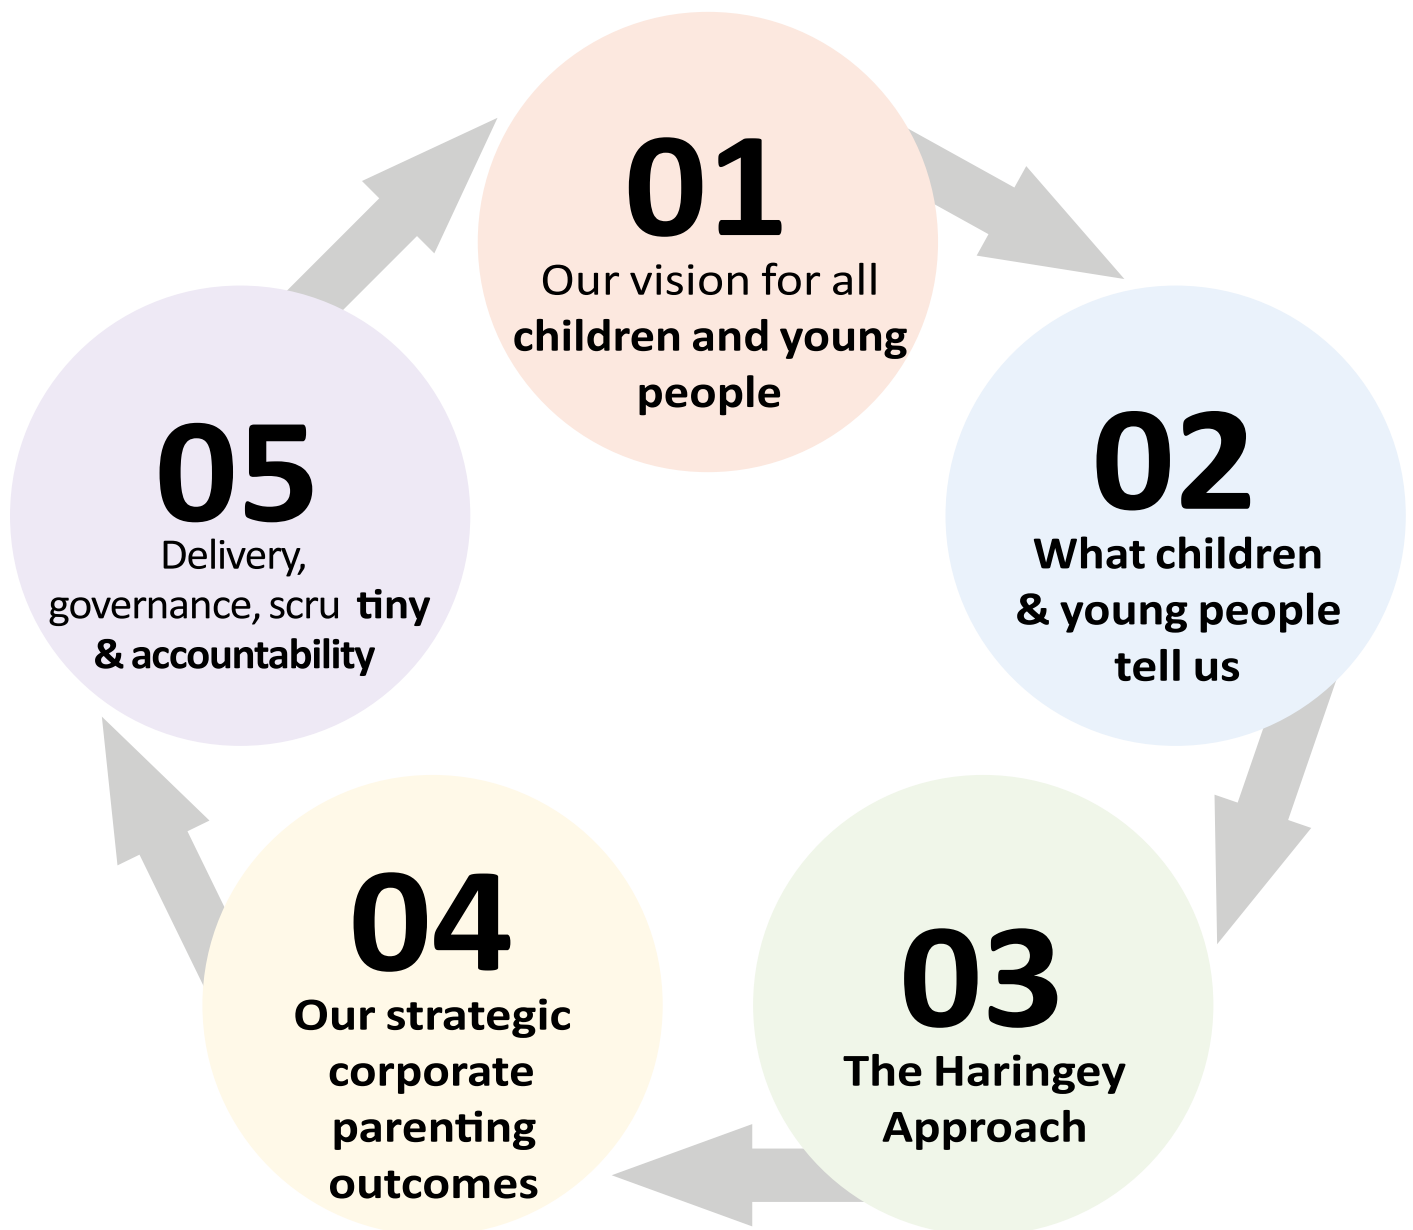 01
Our vision for all
children and young
people
02
What children
& young people
tell us
03
The Haringey
Approach
04
Our strategic
corporate
parenting
outcomes
05
Delivery,
governance, scru tiny
& accountability